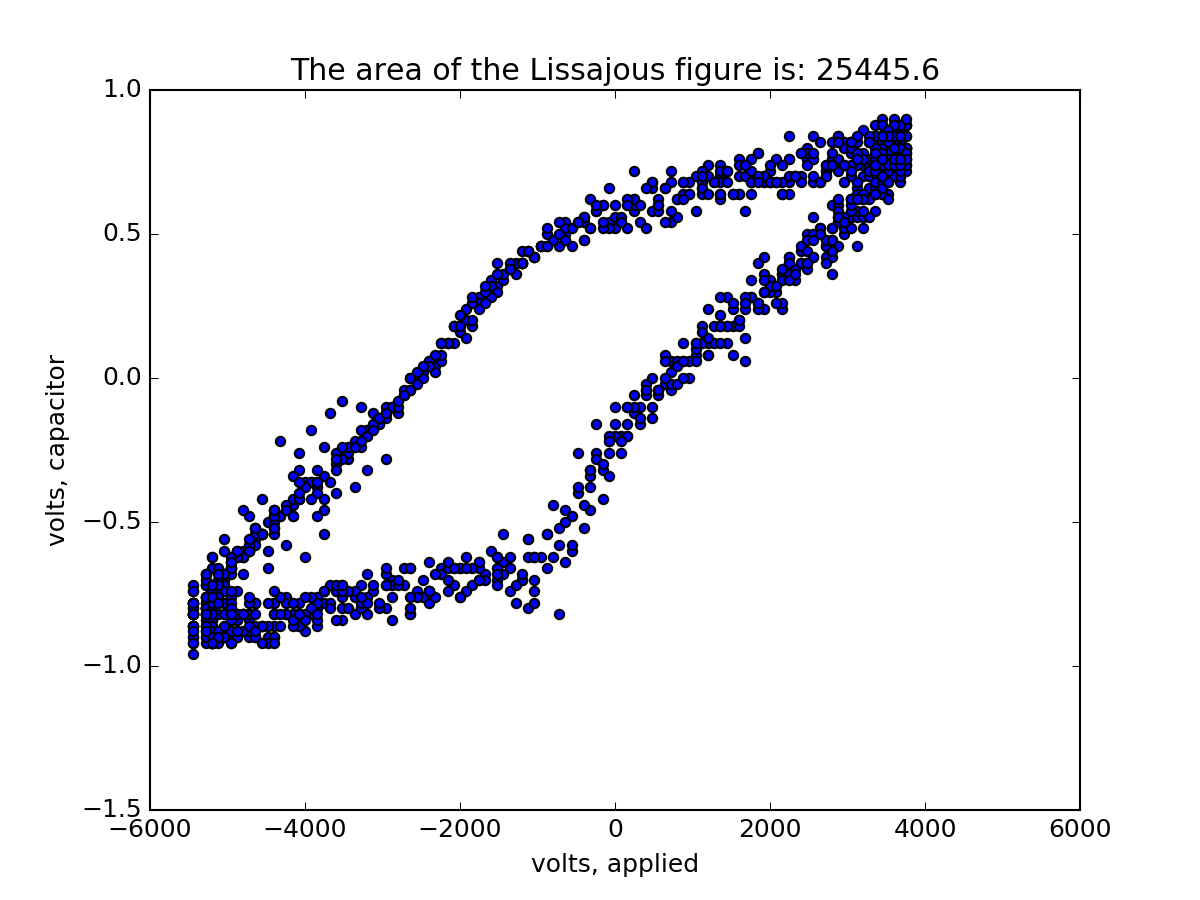 The area of the Lissajous figure is: 25445.6
1.0
0.5
0.0
−0.5
−1.0
−1.5
volts, capacitor
−6000 −4000 −2000 0 2000 4000 6000
volts, applied